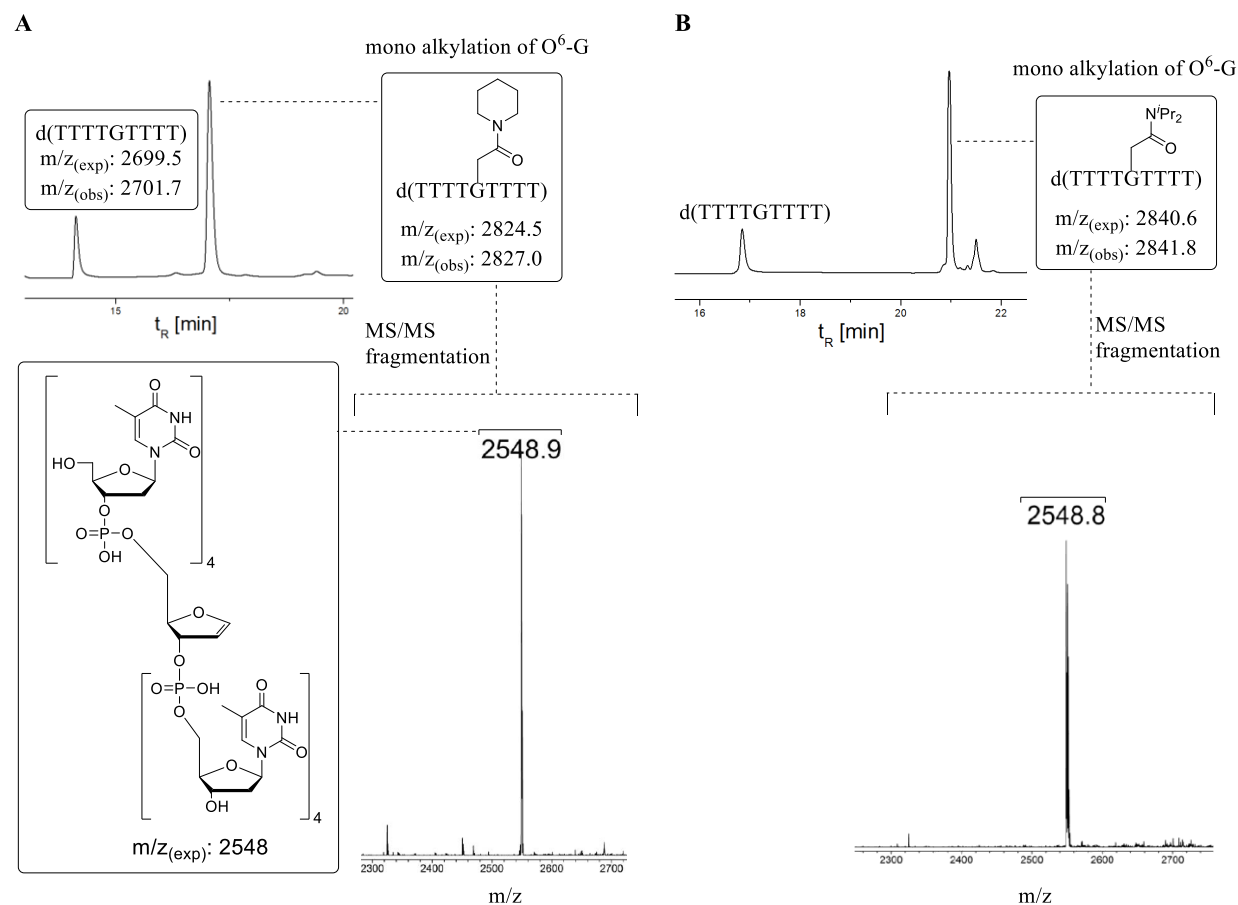 A
B
mono alkylation of O⁶-G
mono alkylation of O⁶-G
d(TTTTGTTTT)
m/z(exp): 2699.5
m/z(obs): 2701.7
N
O
d(TTTTGTTTT)
m/z(exp): 2824.5
m/z(obs): 2827.0
15
20
tR [min]
d(TTTTGTTTT)
NⁱPr₂
O
d(TTTTGTTTT)
m/z(exp): 2840.6
m/z(obs): 2841.8
16
18
20
22
tR [min]
MS/MS
fragmentation
MS/MS
fragmentation
O
NH
N
O
HO
O
O
O=P-O
OH
4
O
O
O=P-OH
O
O
NH
N
O
O
OH
4
m/z(exp): 2548
2548.9
2300
2400
2500
2600
2700
m/z
2548.8
2300
2400
2500
2600
2700
m/z